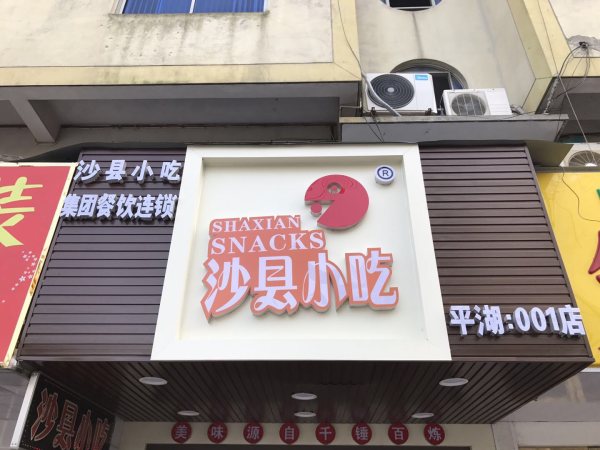 沙县小吃
集团餐饮连锁
®
SHAXIAN
SNACKS
沙县小吃
平湖:001店
沙县小吃
美味源自千锤百炼